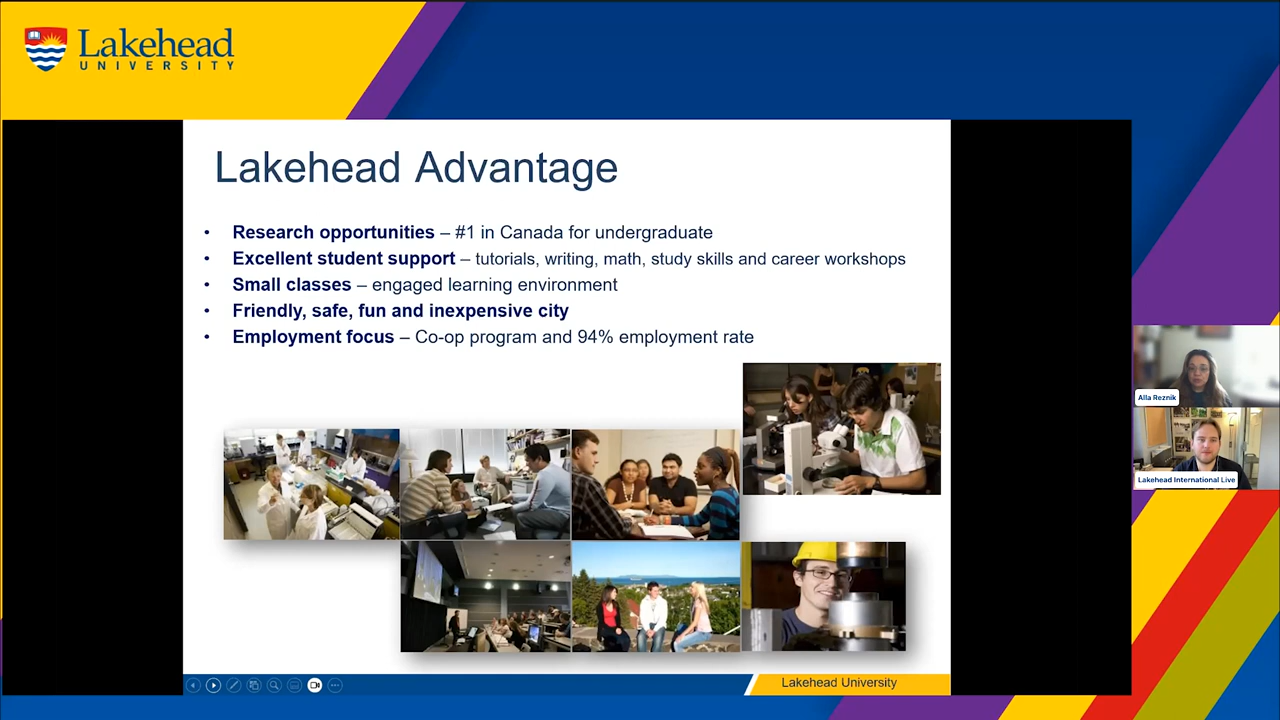 Lakehead
UNIVERSITY
Lakehead Advantage
• Research opportunities – #1 in Canada for undergraduate
• Excellent student support – tutorials, writing, math, study skills and career workshops
• Small classes – engaged learning environment
• Friendly, safe, fun and inexpensive city
• Employment focus – Co-op program and 94% employment rate
Alla Reznik
Lakehead International Live
Lakehead University